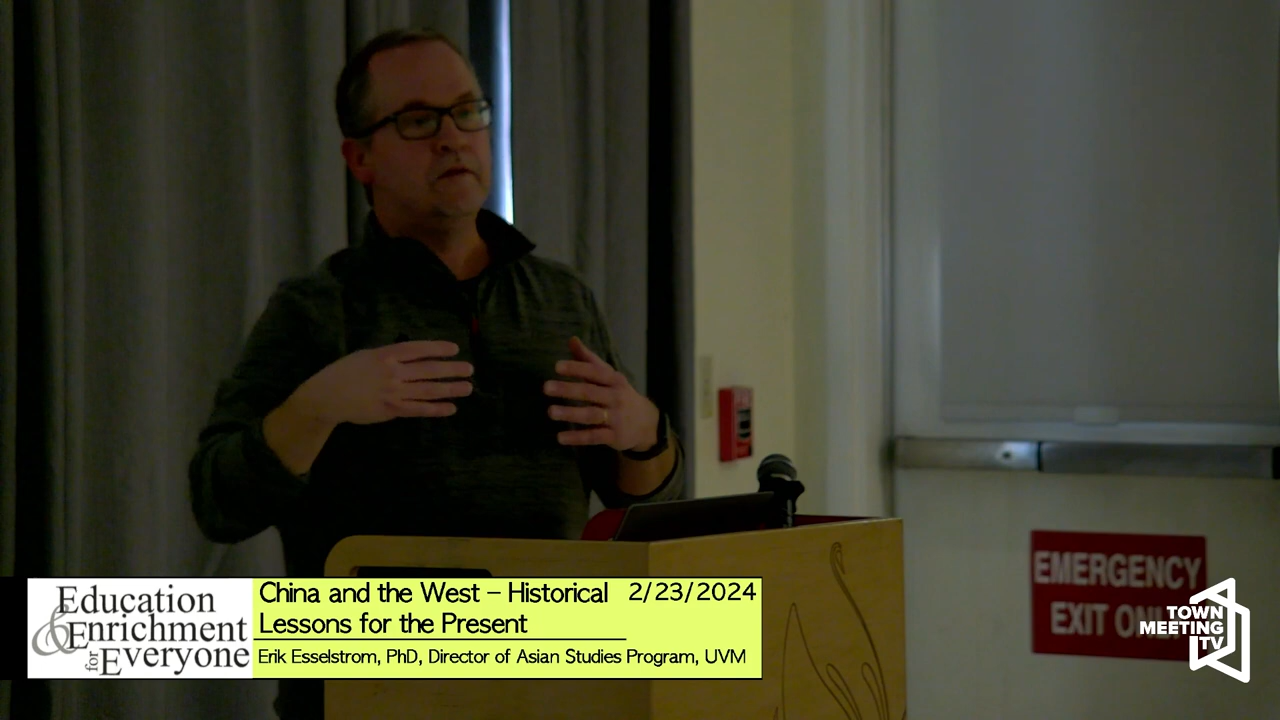 Education
& Enrichment
for Everyone
China and the West – Historical 2/23/2024
Lessons for the Present
Erik Esselstrom, PhD, Director of Asian Studies Program, UVM
EMERGENCY
EXIT ONLY
TOWN
MEETING
TV